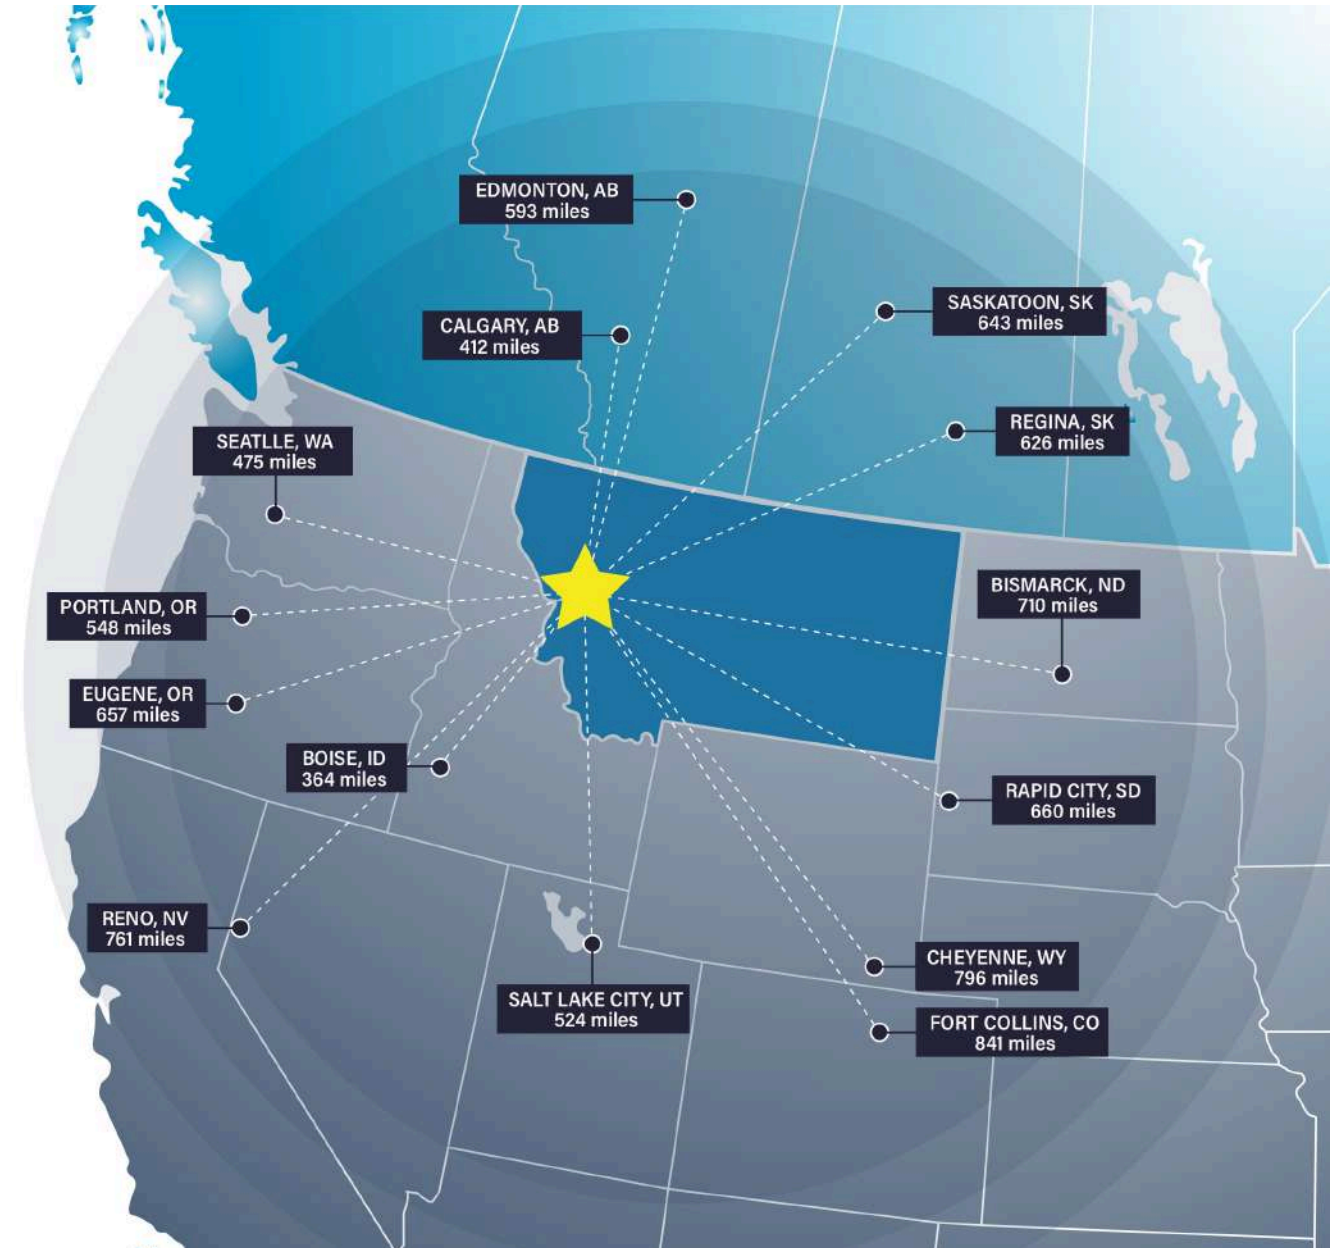 EDMONTON, AB
593 miles
SASKATOON, SK
643 miles
CALGARY, AB
412 miles
REGINA, SK
626 miles
SEATLLE, WA
475 miles
BISMARCK, ND
710 miles
PORTLAND, OR
548 miles
EUGENE, OR
657 miles
BOISE, ID
364 miles
RAPID CITY, SD
660 miles
RENO, NV
761 miles
CHEYENNE, WY
796 miles
SALT LAKE CITY, UT
524 miles
FORT COLLINS, CO
841 miles